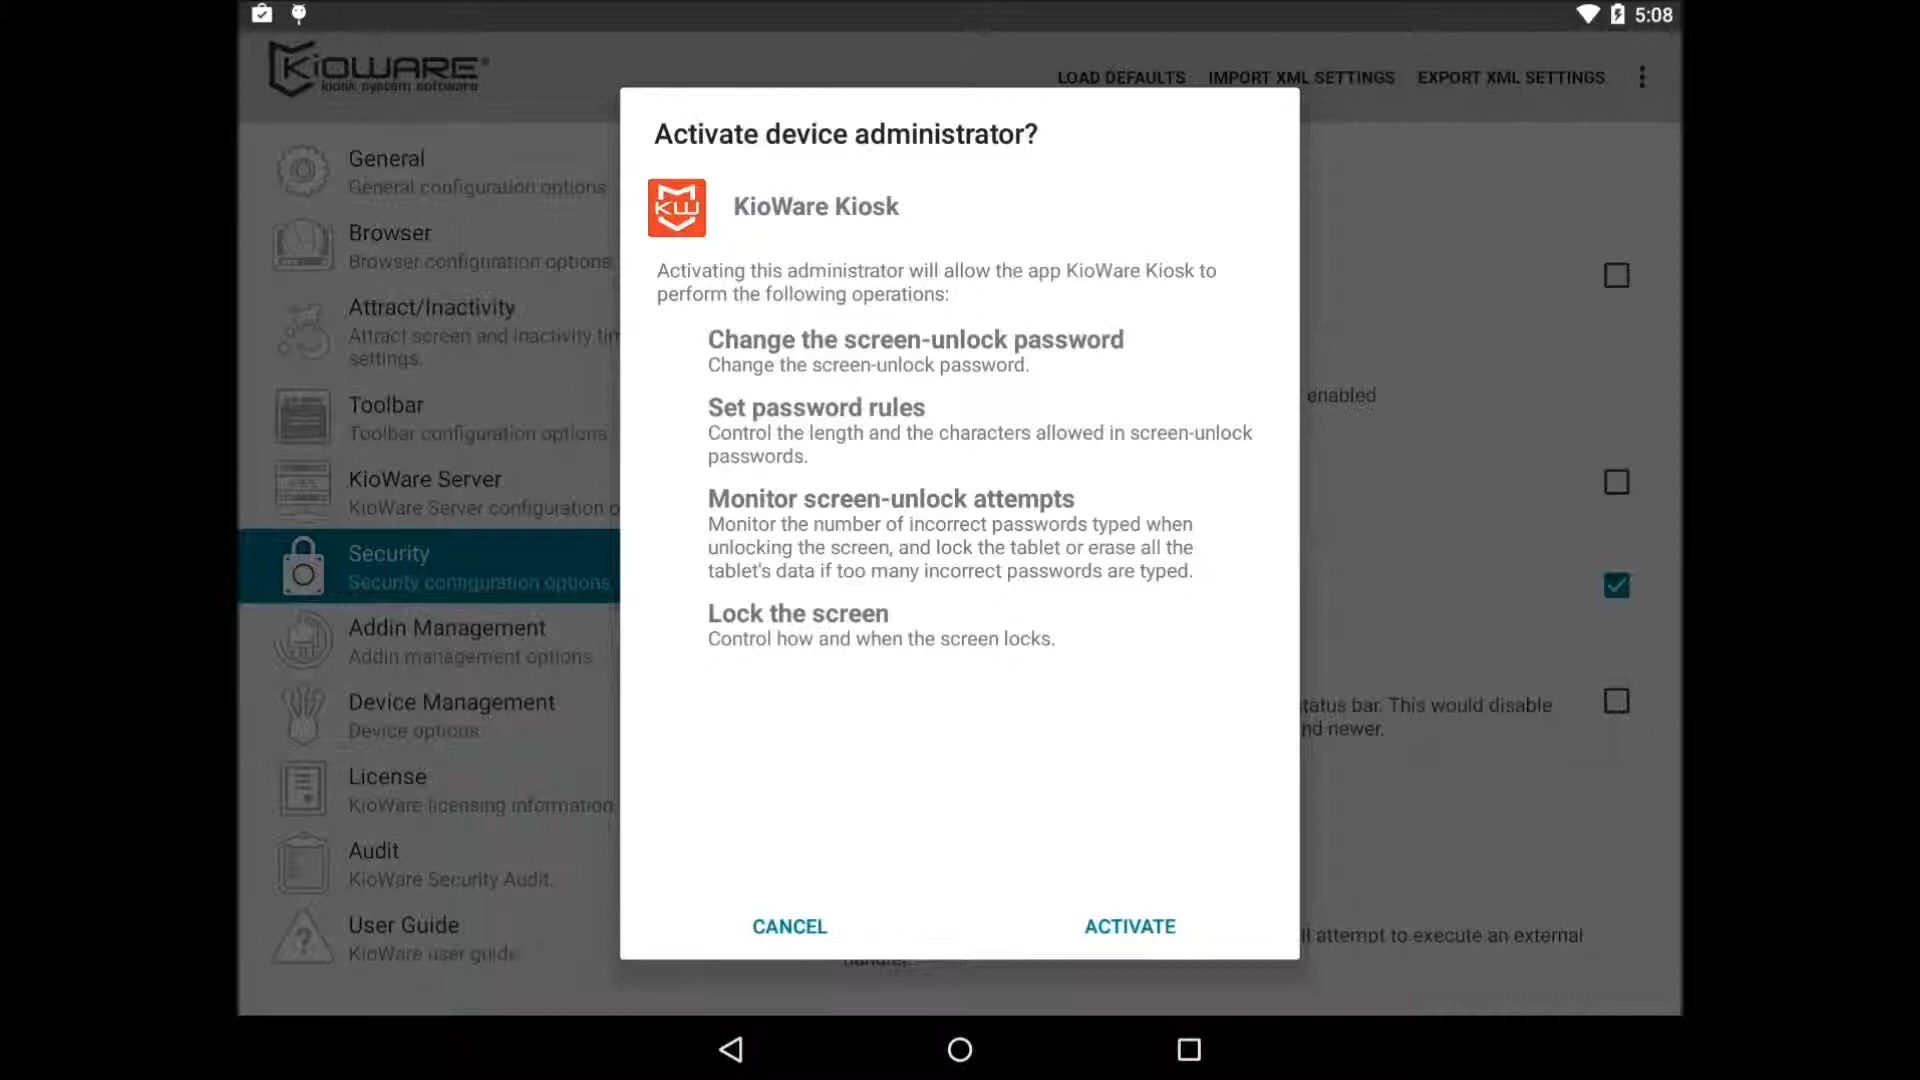 5:08
KioWARE®
kiosk system software
LOAD DEFAULTS IMPORT XML SETTINGS EXPORT XML SETTINGS
Activate device administrator?
KW
KioWare Kiosk
Activating this administrator will allow the app KioWare Kiosk to
perform the following operations:
Change the screen-unlock password
Change the screen-unlock password.
Set password rules
Control the length and the characters allowed in screen-unlock
passwords.
Monitor screen-unlock attempts
Monitor the number of incorrect passwords typed when
unlocking the screen, and lock the tablet or erase all the
tablet's data if too many incorrect passwords are typed.
Lock the screen
Control how and when the screen locks.
CANCEL ACTIVATE
General
General configuration options
Browser
Browser configuration options
Attract/Inactivity
Attract screen and inactivity
settings.
Toolbar
Toolbar configuration options
KioWare Server
KioWare Server configuration
Security
Security configuration options
Addin Management
Addin management options
Device Management
Device options
License
KioWare licensing information
Audit
KioWare Security Audit.
User Guide
KioWare user guide
enabled
status bar. This would disable
and newer.
attempt to execute an external
handler.